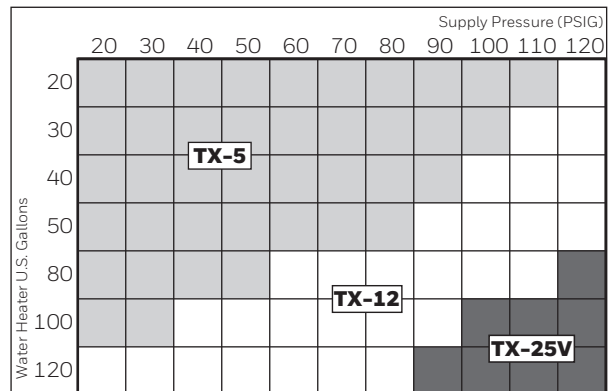 Supply Pressure (PSIG)
20 30 40 50 60 70 80 90 100 110 120
Water Heater U.S. Gallons
20
30
40
50
80
100
120
TX-5
TX-12
TX-25V